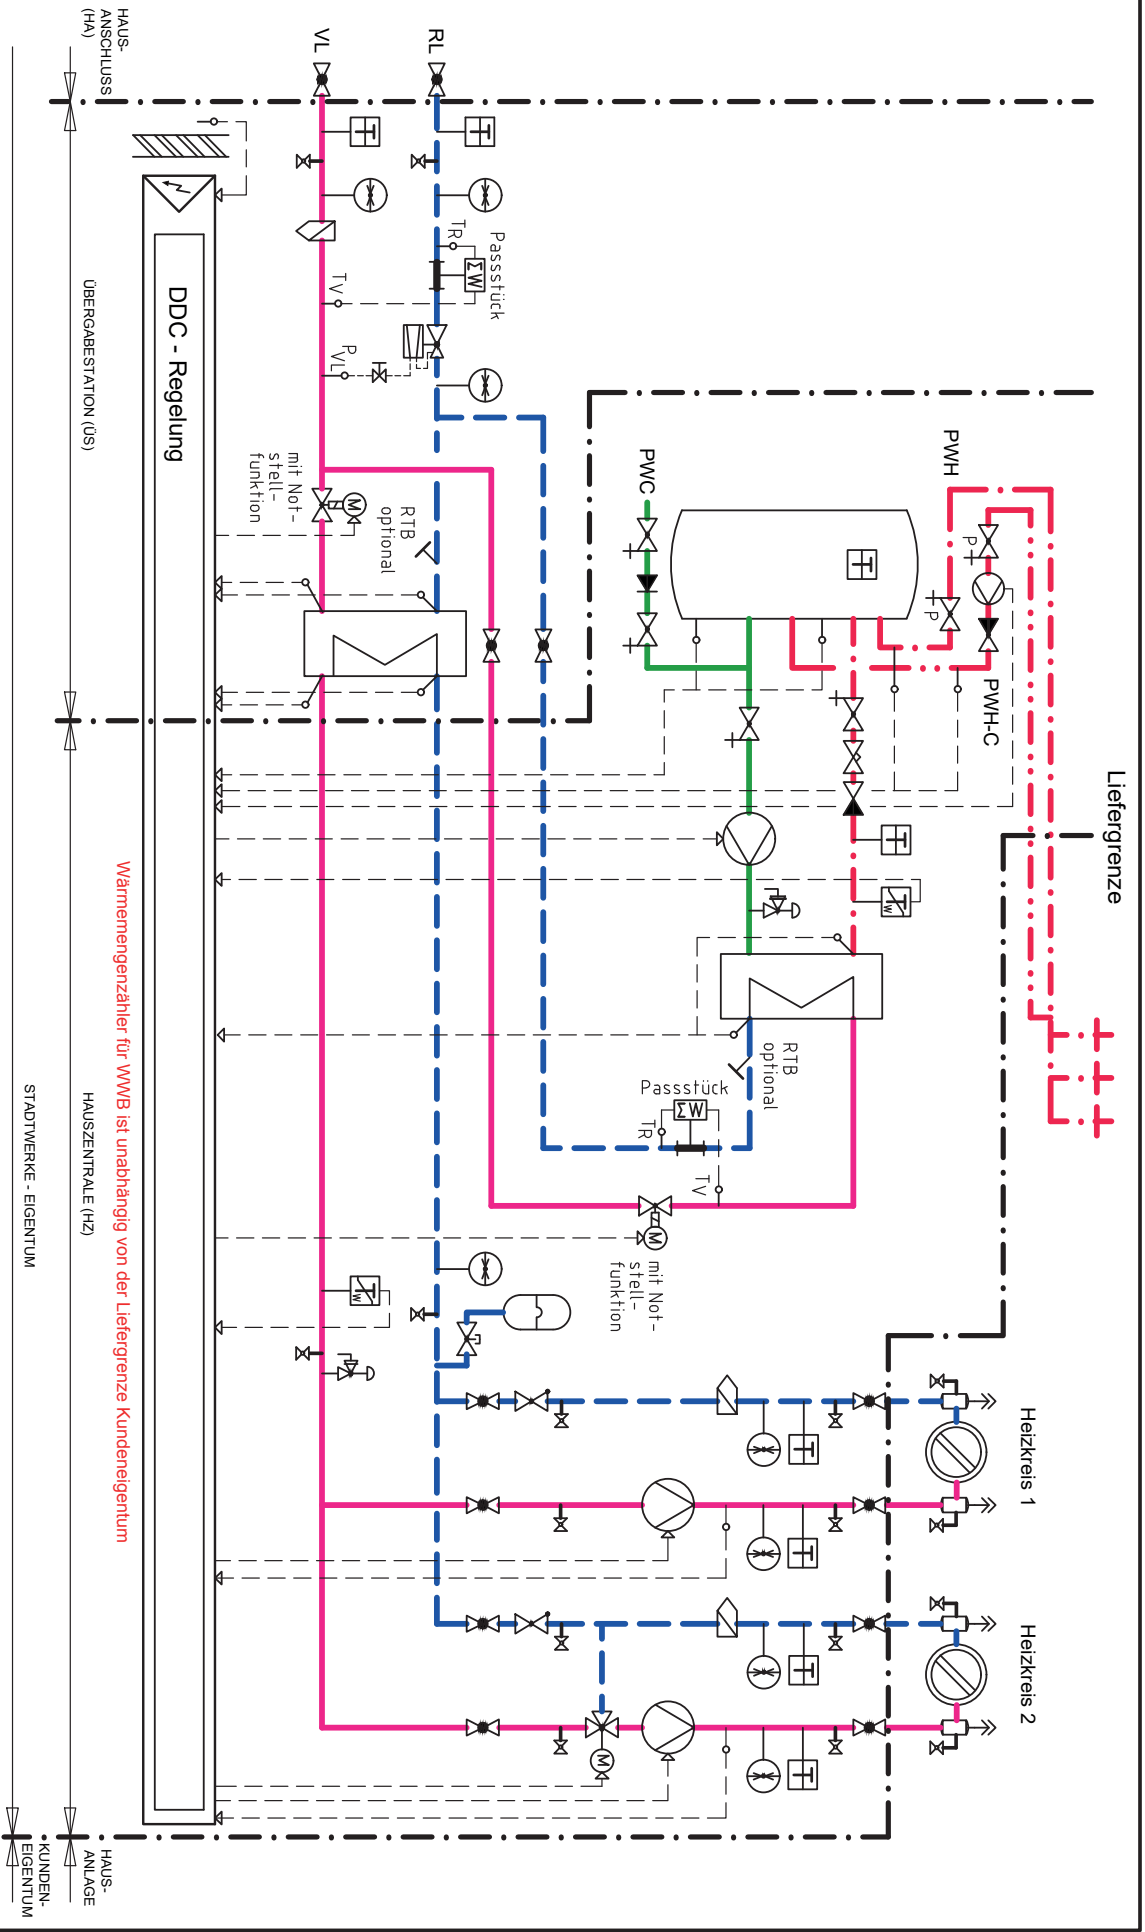 HAUS-
ANSCHLUSS
(HA)
VL
RL
ÜBERGABESTATION (ÜS)
HAUSZENTRALE (HZ)
STADTWERKE - EIGENTUM
HAUS-
ANLAGE
KUNDEN-
EIGENTUM
DDC - Regelung
Wärmemengenzähler für WWB ist unabhängig von der Liefergrenze Kundeneigentum
Passstück
TR
ΣW
TV
P
VL
mit Not-
stell-
funktion
M
RTB
optional
PWC
PWH
P
P
PWH-C
T
T
T
Liefergrenze
T
T
W
RTB
optional
Passstück
ΣW
TR
TV
M
mit Not-
stell-
funktion
T
W
Heizkreis 1
T
T
Heizkreis 2
T
T
M